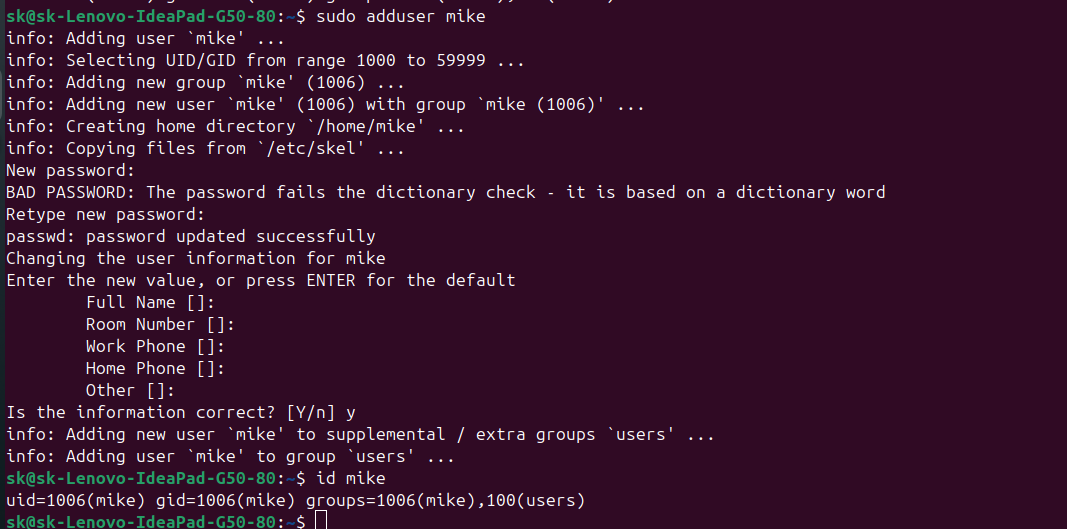 sk@sk-Lenovo-IdeaPad-G50-80:~$ sudo adduser mike
info: Adding user `mike' ...
info: Selecting UID/GID from range 1000 to 59999 ...
info: Adding new group `mike' (1006) ...
info: Adding new user `mike' (1006) with group `mike (1006)' ...
info: Creating home directory `/home/mike' ...
info: Copying files from `/etc/skel' ...
New password:
BAD PASSWORD: The password fails the dictionary check - it is based on a dictionary word
Retype new password:
passwd: password updated successfully
Changing the user information for mike
Enter the new value, or press ENTER for the default
        Full Name []:
        Room Number []:
        Work Phone []:
        Home Phone []:
        Other []:
Is the information correct? [Y/n] y
info: Adding new user `mike' to supplemental / extra groups `users' ...
info: Adding user `mike' to group `users' ...
sk@sk-Lenovo-IdeaPad-G50-80:~$ id mike
uid=1006(mike) gid=1006(mike) groups=1006(mike),100(users)
sk@sk-Lenovo-IdeaPad-G50-80:~$